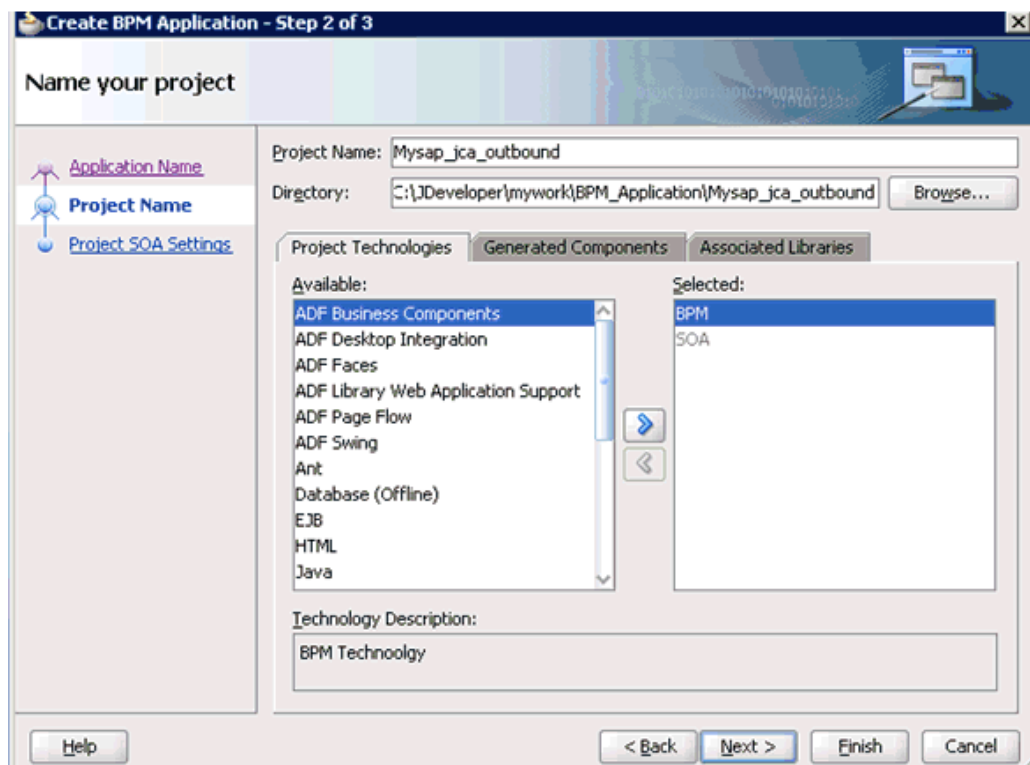 Create BPM Application - Step 2 of 3
Name your project
Application Name
Project Name
Project SOA Settings
Project Name: Mysap_jca_outbound
Directory: C:\JDeveloper\mywork\BPM_Application\Mysap_jca_outbound Browse...
Project Technologies Generated Components Associated Libraries
Available:
ADF Business Components
ADF Desktop Integration
ADF Faces
ADF Library Web Application Support
ADF Page Flow
ADF Swing
Ant
Database (Offline)
EJB
HTML
Java
Selected:
BPM
SOA
Technology Description:
BPM Technoolgy
Help < Back Next > Finish Cancel